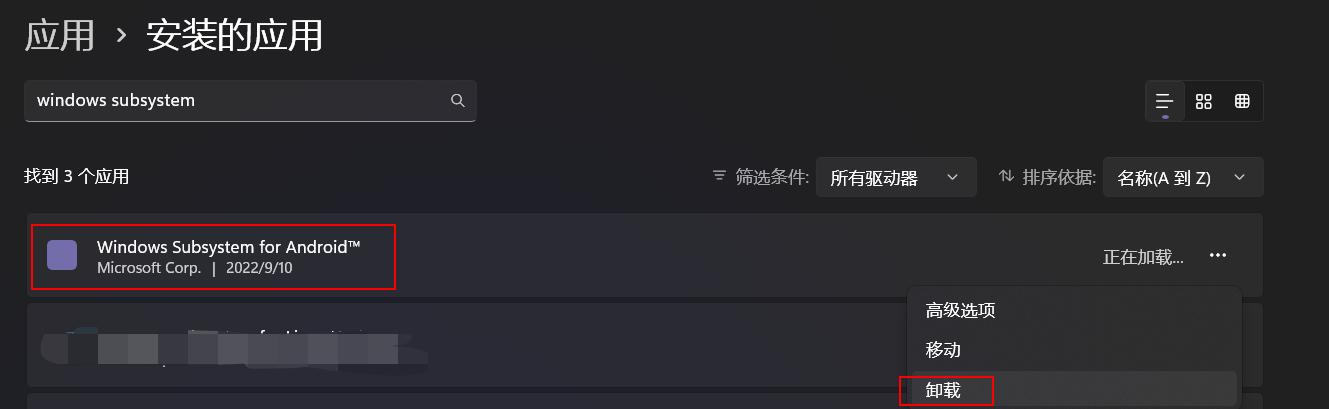 应用 › 安装的应用
windows subsystem
找到 3 个应用
筛选条件: 所有驱动器 排序依据: 名称(A 到 Z)
Windows Subsystem for Android™
Microsoft Corp. | 2022/9/10
正在加载...
高级选项
移动
卸载